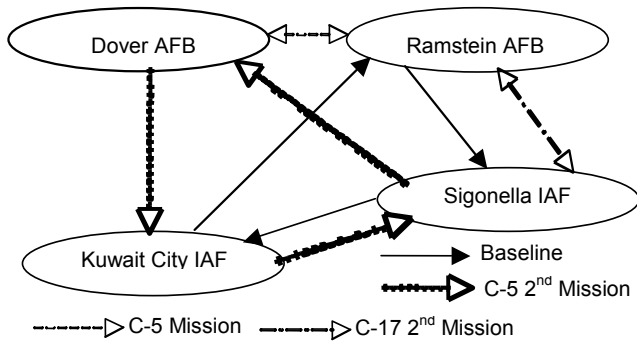 Dover AFB
Ramstein AFB
Sigonella IAF
Kuwait City IAF
Baseline
C-5 2nd Mission
C-5 Mission
C-17 2nd Mission